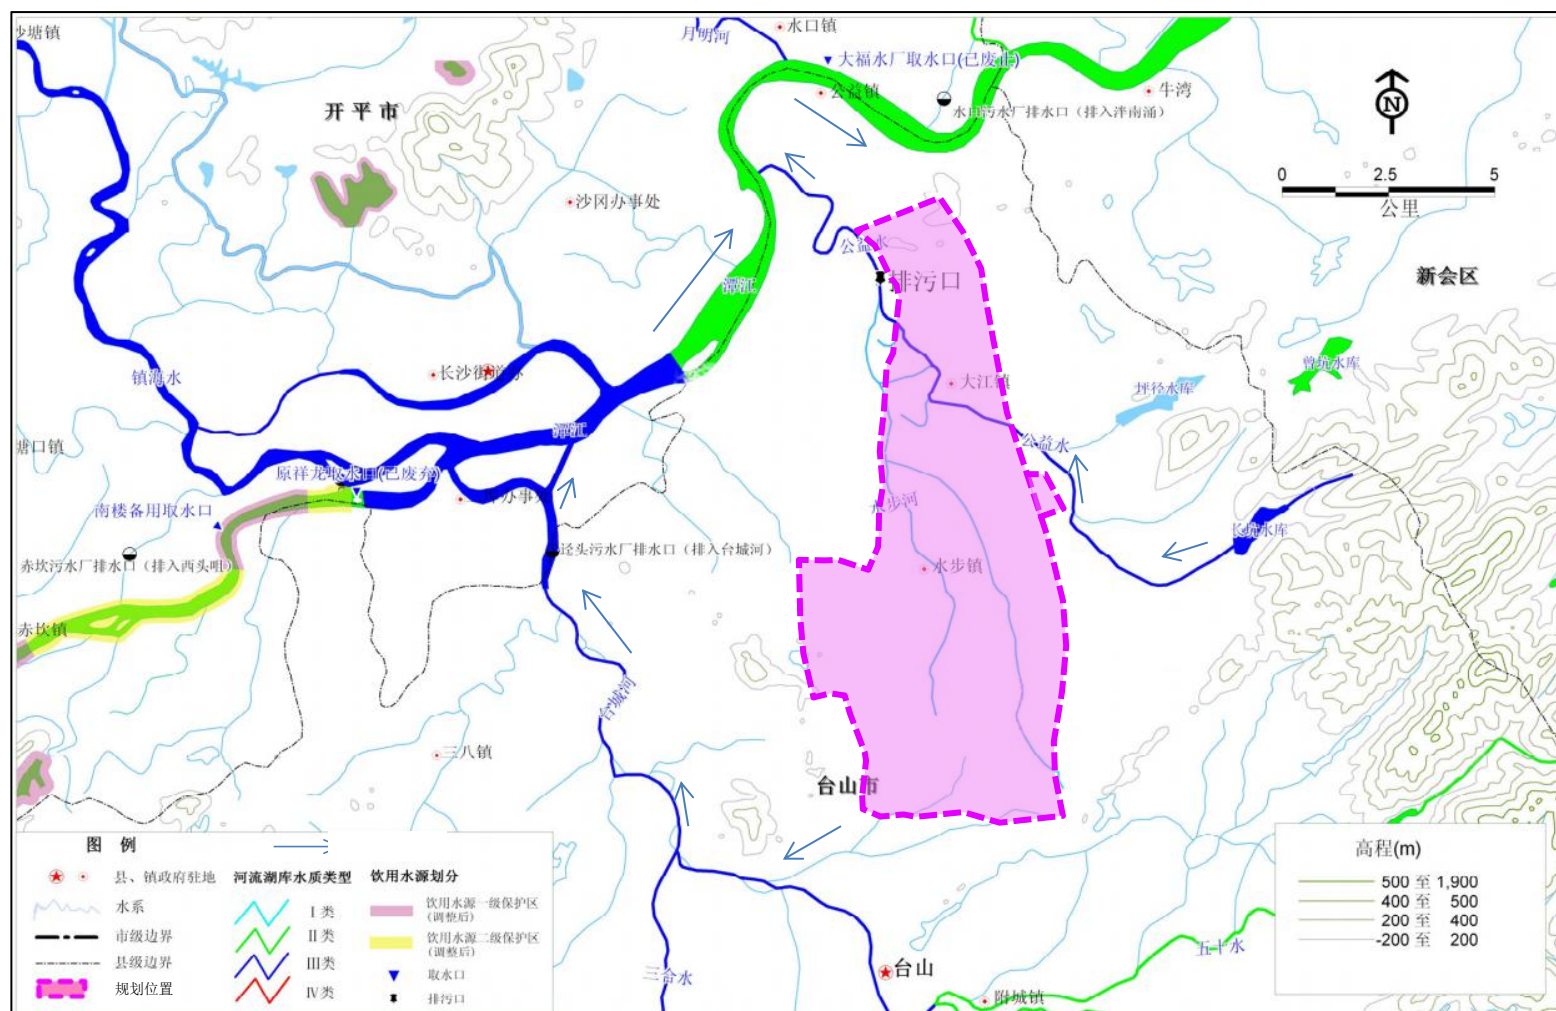 沙塘镇
月明河
水口镇
大福水厂取水口(已废止)
开平市
公益镇
牛湾
水口污水厂排水口（排入泮南涌）
N
0 2.5 5
公里
沙冈办事处
公益水
排污口
潭江
新会区
曾坑水库
坪径水库
长沙街道办
大江镇
镇海水
潭江
公益水
塘口镇
原祥龙取水口(已废弃)
办事处
水步河
南楼备用取水口
长坑水库
迳头污水厂排水口（排入台城河）
赤坎污水厂排水口（排入西头咀）
水步镇
赤坎镇
台城河
三八镇
台山市
图 例
县、镇政府驻地
水系
市级边界
县级边界
规划位置
河流湖库水质类型
I 类
II 类
III类
IV类
饮用水源划分
饮用水源一级保护区
(调整后)
饮用水源二级保护区
(调整后)
取水口
排污口
三合水
台山
附城镇
五十水
高程(m)
500 至 1,900
400 至 500
200 至 400
-200 至 200